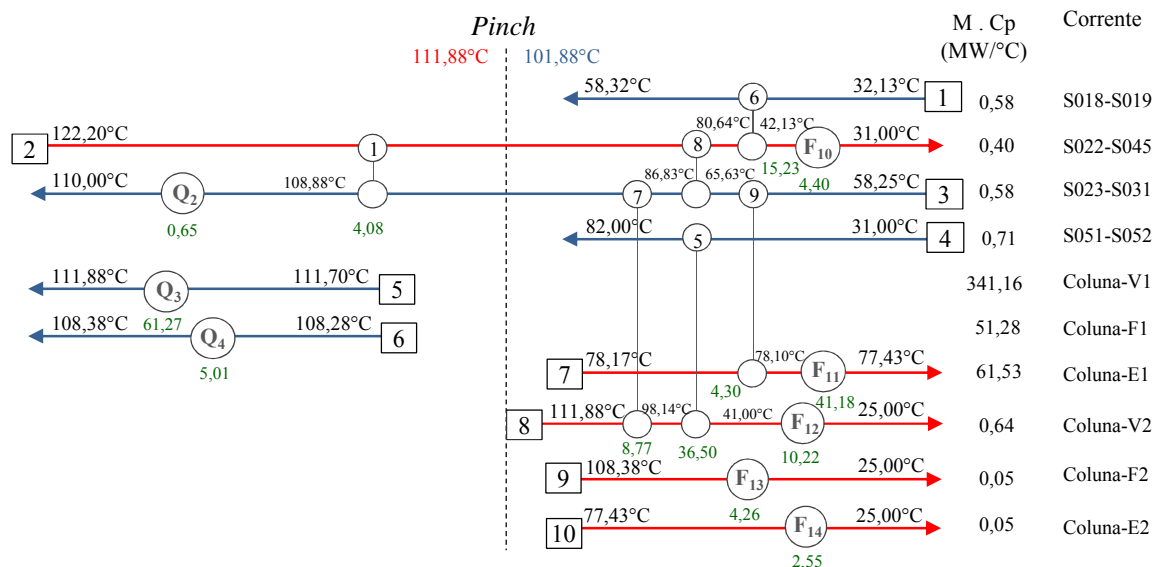 Pinch
111,88°C 101,88°C
M . Cp
(MW/°C)
Corrente
58,32°C 6 32,13°C 1 0,58 S018-S019
2 122,20°C 1 8 80,64°C 42,13°C F10 31,00°C 0,40 S022-S045
15,23 4,40
110,00°C Q2 108,88°C 7 86,83°C 65,63°C 9 58,25°C 3 0,58 S023-S031
0,65 4,08
82,00°C 5 31,00°C 4 0,71 S051-S052
111,88°C Q3 111,70°C 5 341,16 Coluna-V1
61,27
108,38°C Q4 108,28°C 6 51,28 Coluna-F1
5,01
7 78,17°C 78,10°C F11 77,43°C 61,53 Coluna-E1
4,30 41,18
8 111,88°C 98,14°C 41,00°C F12 25,00°C 0,64 Coluna-V2
8,77 36,50 10,22
9 108,38°C F13 25,00°C 0,05 Coluna-F2
4,26
10 77,43°C F14 25,00°C 0,05 Coluna-E2
2,55